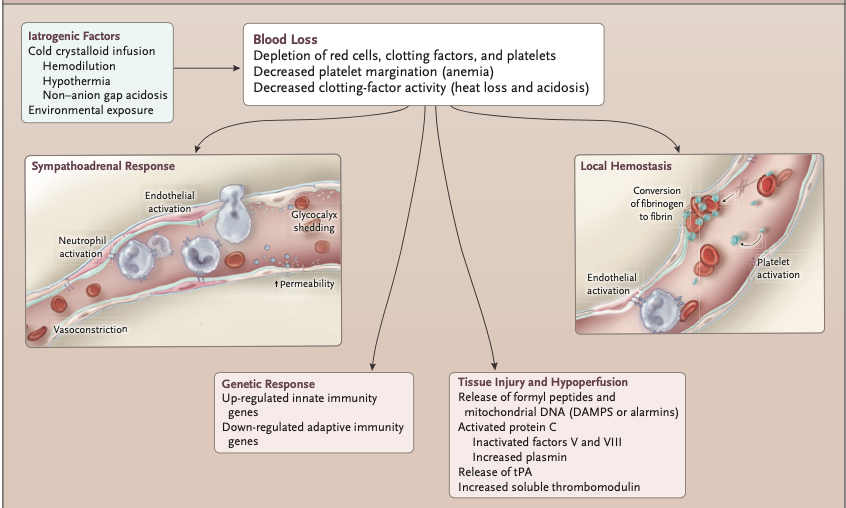 Iatrogenic Factors
Cold crystalloid infusion
Hemodilution
Hypothermia
Non–anion gap acidosis
Environmental exposure
Blood Loss
Depletion of red cells, clotting factors, and platelets
Decreased platelet margination (anemia)
Decreased clotting-factor activity (heat loss and acidosis)
Sympathoadrenal Response
Endothelial
activation
Glycocalyx
shedding
Neutrophil
activation
↑Permeability
Vasoconstriction
Local Hemostasis
Conversion
of fibrinogen
to fibrin
Platelet
activation
Endothelial
activation
Genetic Response
Up-regulated innate immunity
genes
Down-regulated adaptive immunity
genes
Tissue Injury and Hypoperfusion
Release of formyl peptides and
mitochondrial DNA (DAMPS or alarmins)
Activated protein C
Inactivated factors V and VIII
Increased plasmin
Release of tPA
Increased soluble thrombomodulin